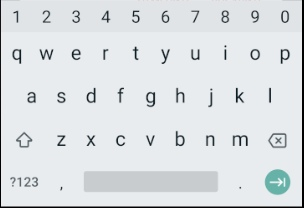 1 2 3 4 5 6 7 8 9 0
q w e r t y u i o p
a s d f g h j k l
z x c v b n m
?123 , .